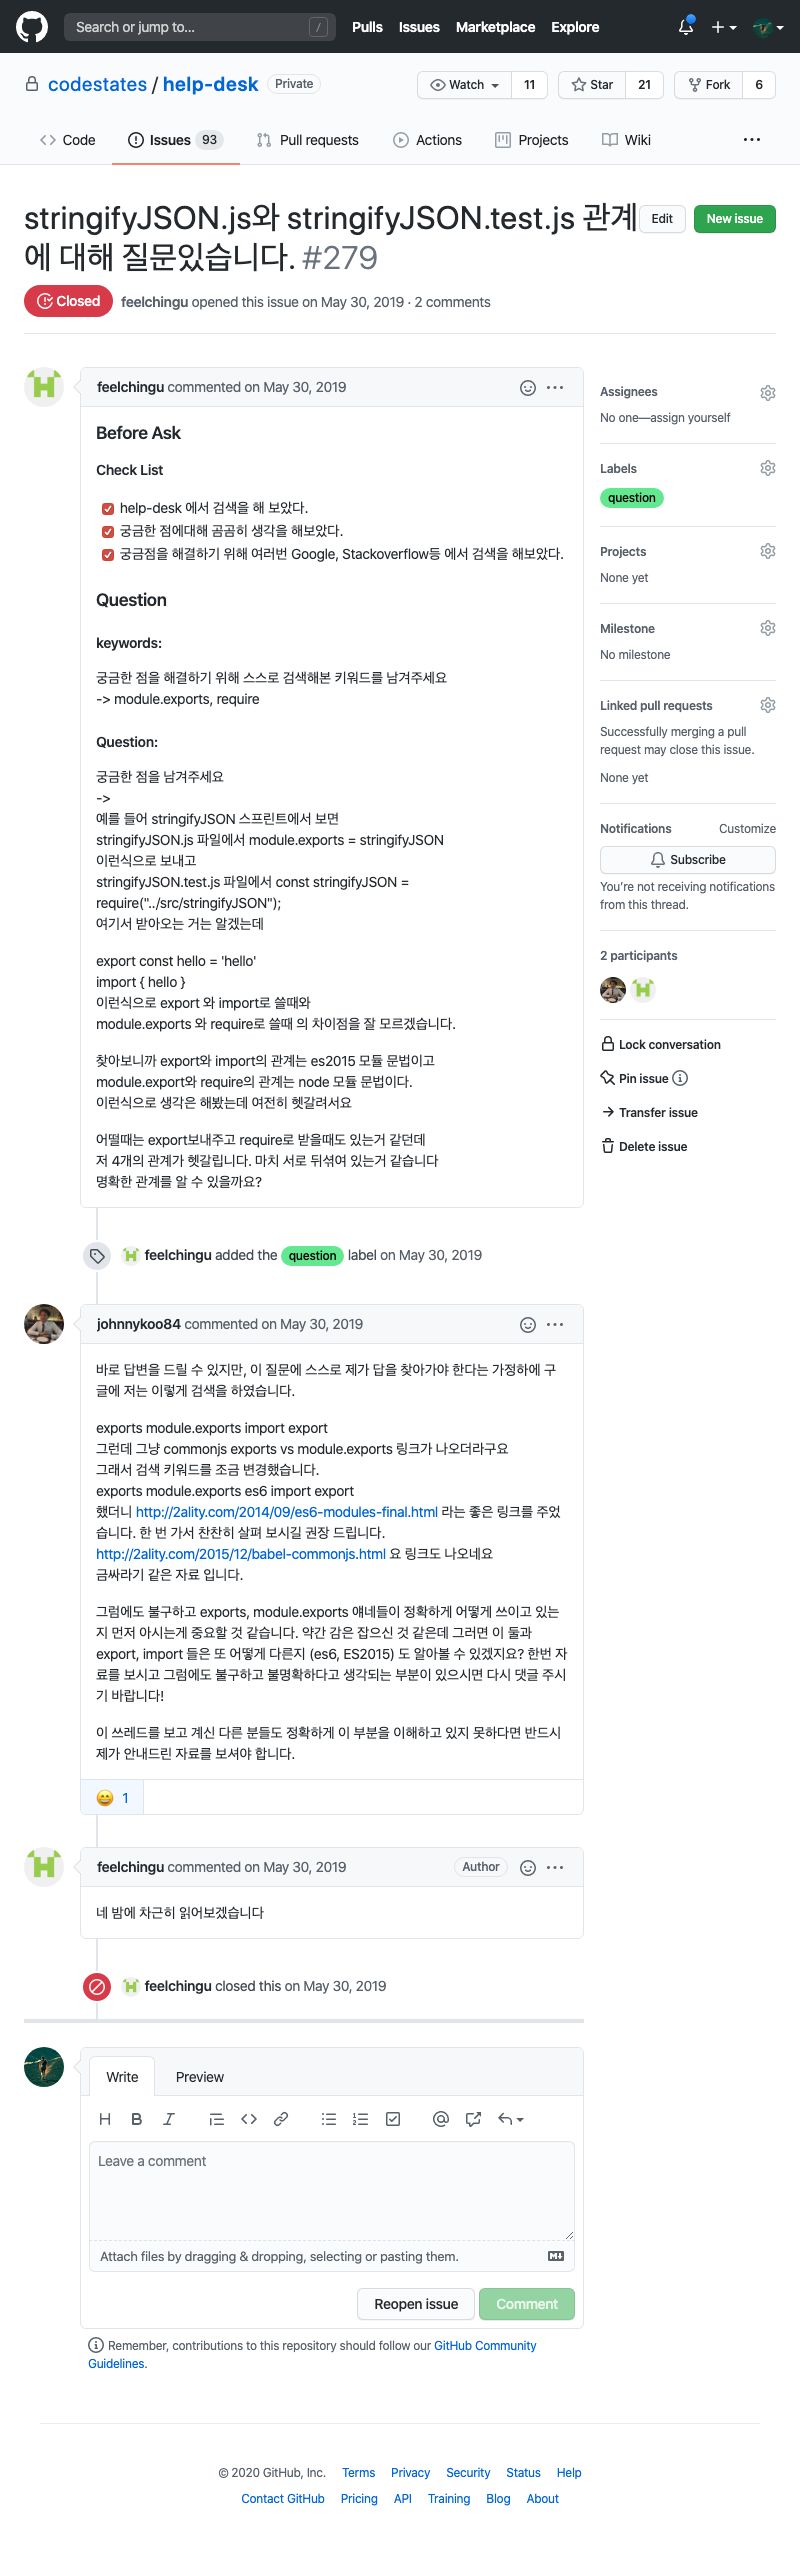 Search or jump to... /
Pulls Issues Marketplace Explore
codestates / help-desk Private
Watch 11 Star 21 Fork 6
Code Issues 93 Pull requests Actions Projects Wiki ...
stringifyJSON.js와 stringifyJSON.test.js 관계
에 대해 질문있습니다. #279
Edit New issue
Closed feelchingu opened this issue on May 30, 2019 · 2 comments
feelchingu commented on May 30, 2019
Before Ask
Check List
help-desk 에서 검색을 해 보았다.
궁금한 점에대해 곰곰히 생각을 해보았다.
궁금점을 해결하기 위해 여러번 Google, Stackoverflow등 에서 검색을 해보았다.
Question
keywords:
궁금한 점을 해결하기 위해 스스로 검색해본 키워드를 남겨주세요
-> module.exports, require
Question:
궁금한 점을 남겨주세요
->
예를 들어 stringifyJSON 스프린트에서 보면
stringifyJSON.js 파일에서 module.exports = stringifyJSON
이런식으로 보내고
stringifyJSON.test.js 파일에서 const stringifyJSON =
require("../src/stringifyJSON");
여기서 받아오는 거는 알겠는데
export const hello = 'hello'
import { hello }
이런식으로 export 와 import로 쓸때와
module.exports 와 require로 쓸때 의 차이점을 잘 모르겠습니다.
찾아보니까 export와 import의 관계는 es2015 모듈 문법이고
module.export와 require의 관계는 node 모듈 문법이다.
이런식으로 생각은 해봤는데 여전히 헷갈려서요
어떨때는 export보내주고 require로 받을때도 있는거 같던데
저 4개의 관계가 헷갈립니다. 마치 서로 뒤섞여 있는거 같습니다
명확한 관계를 알 수 있을까요?
Assignees
No one—assign yourself
Labels
question
Projects
None yet
Milestone
No milestone
Linked pull requests
Successfully merging a pull
request may close this issue.
None yet
Notifications Customize
Subscribe
You're not receiving notifications
from this thread.
2 participants
Lock conversation
Pin issue
Transfer issue
Delete issue
feelchingu added the question label on May 30, 2019
johnnykoo84 commented on May 30, 2019
바로 답변을 드릴 수 있지만, 이 질문에 스스로 제가 답을 찾아가야 한다는 가정하에 구
글에 저는 이렇게 검색을 하였습니다.
exports module.exports import export
그런데 그냥 commonjs exports vs module.exports 링크가 나오더라구요
그래서 검색 키워드를 조금 변경했습니다.
exports module.exports es6 import export
했더니 http://2ality.com/2014/09/es6-modules-final.html 라는 좋은 링크를 주었
습니다. 한 번 가서 찬찬히 살펴 보시길 권장 드립니다.
http://2ality.com/2015/12/babel-commonjs.html 요 링크도 나오네요
금싸라기 같은 자료 입니다.
그럼에도 불구하고 exports, module.exports 얘네들이 정확하게 어떻게 쓰이고 있는
지 먼저 아시는게 중요할 것 같습니다. 약간 감은 잡으신 것 같은데 그러면 이 둘과
export, import 들은 또 어떻게 다른지 (es6, ES2015) 도 알아볼 수 있겠지요? 한번 자
료를 보시고 그럼에도 불구하고 불명확하다고 생각되는 부분이 있으시면 다시 댓글 주시
기 바랍니다!
이 쓰레드를 보고 계신 다른 분들도 정확하게 이 부분을 이해하고 있지 못하다면 반드시
제가 안내드린 자료를 보셔야 합니다.
😄 1
feelchingu commented on May 30, 2019 Author
네 밤에 차근히 읽어보겠습니다
feelchingu closed this on May 30, 2019
Write Preview
Leave a comment
Attach files by dragging & dropping, selecting or pasting them.
Reopen issue Comment
Remember, contributions to this repository should follow our GitHub Community
Guidelines.
© 2020 GitHub, Inc. Terms Privacy Security Status Help
Contact GitHub Pricing API Training Blog About